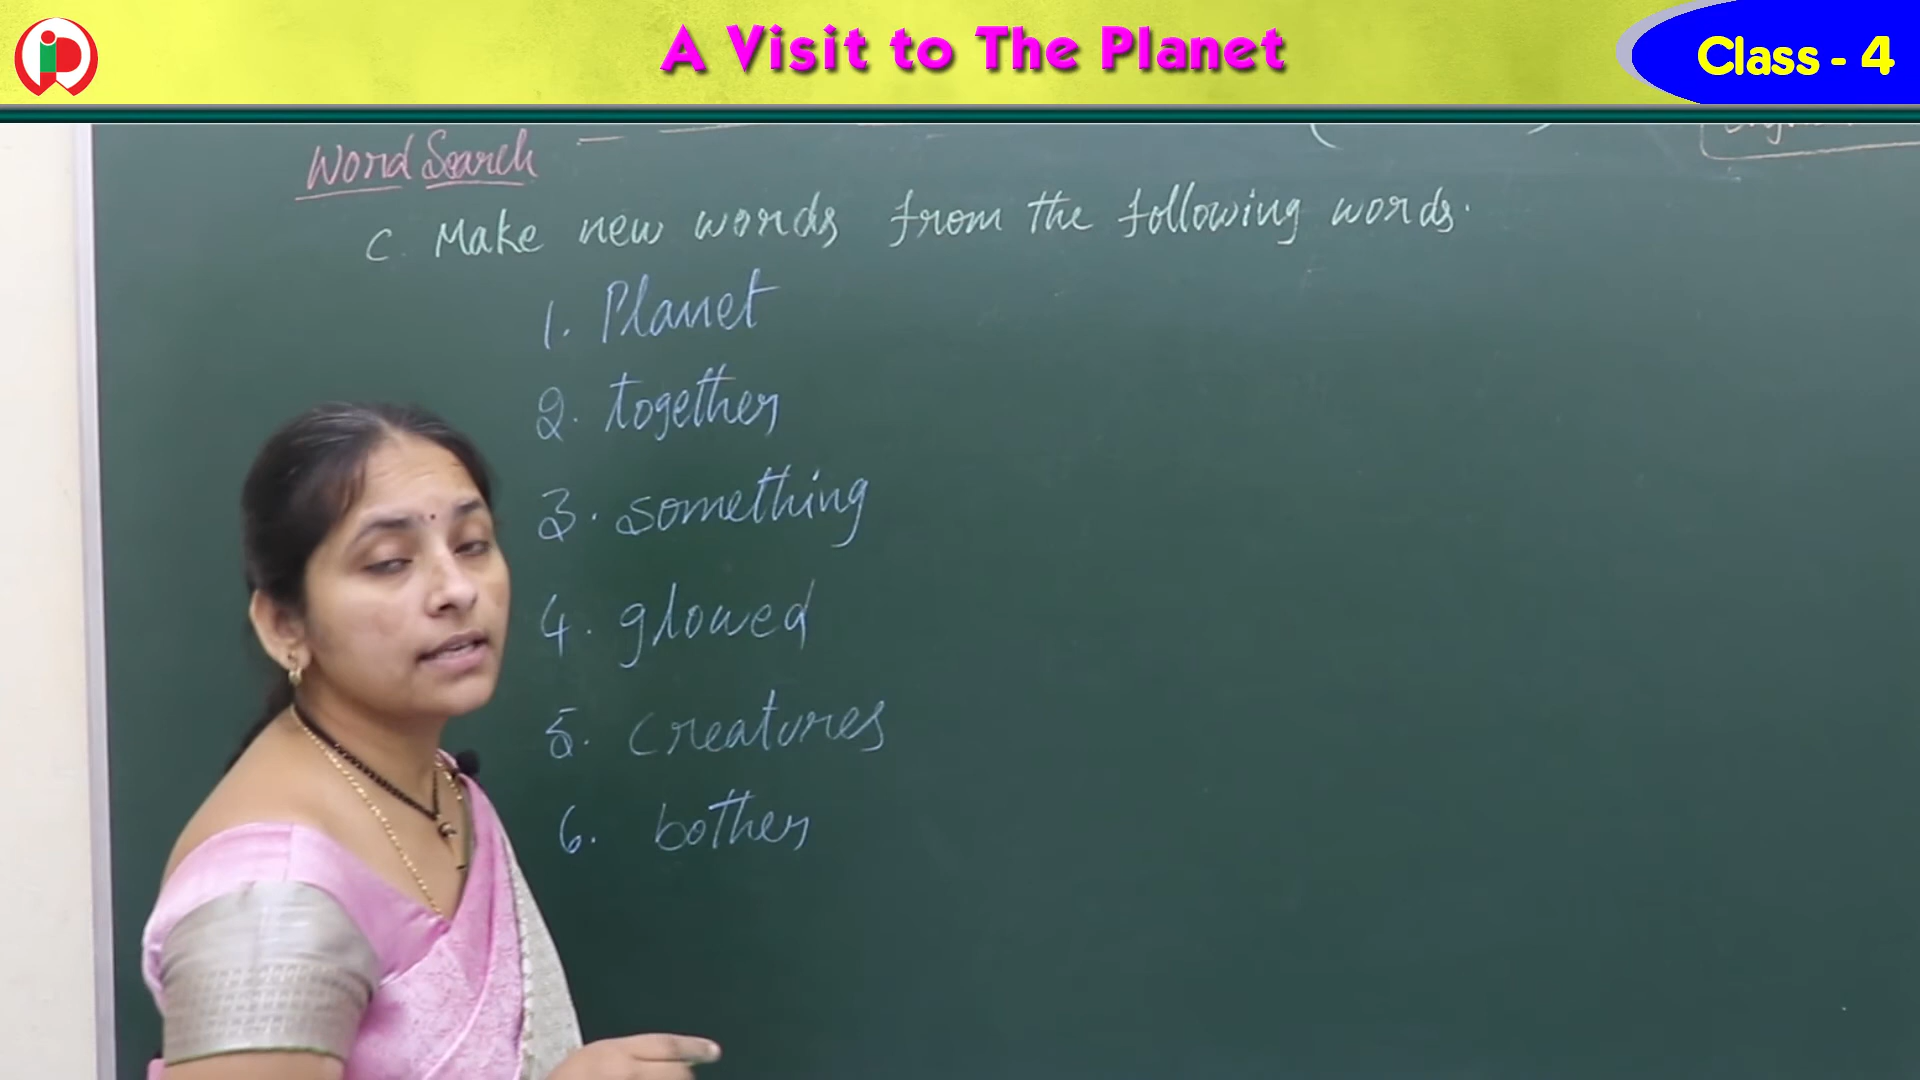 A Visit to The Planet
Class - 4
Word Search
C. Make new words from the following words.
1. Planet
2. together
3. something
4. glowed
5. creatures
6. bother